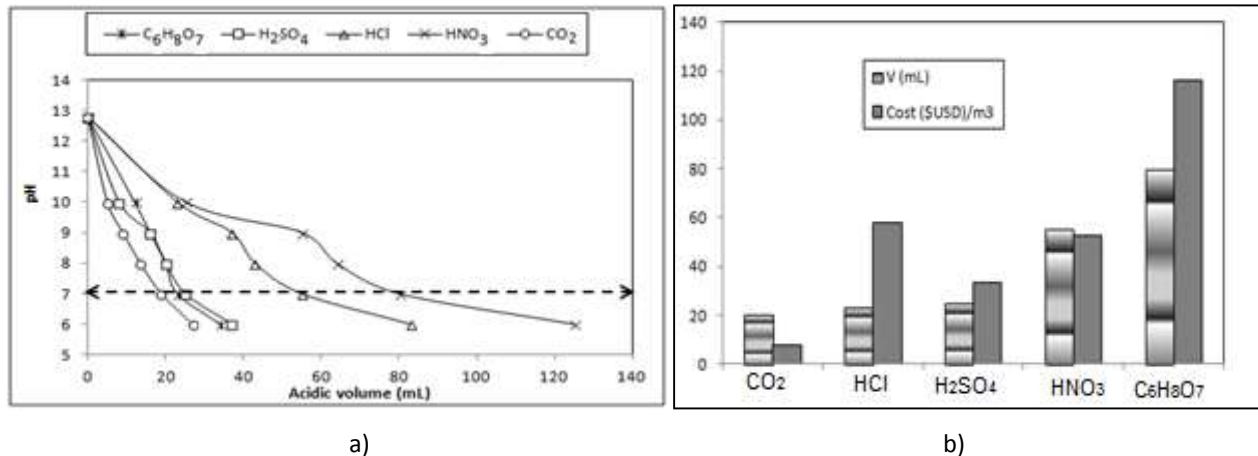 C6H8O7 H2SO4 HCl HNO3 CO2
14
13
12
11
10
9
8
7
6
5
pH
0 20 40 60 80 100 120 140
Acidic volume (mL)
a)
140
120
100
80
60
40
20
0
V (mL)
Cost ($USD)/m3
CO2 HCl H2SO4 HNO3 C6H8O7
b)